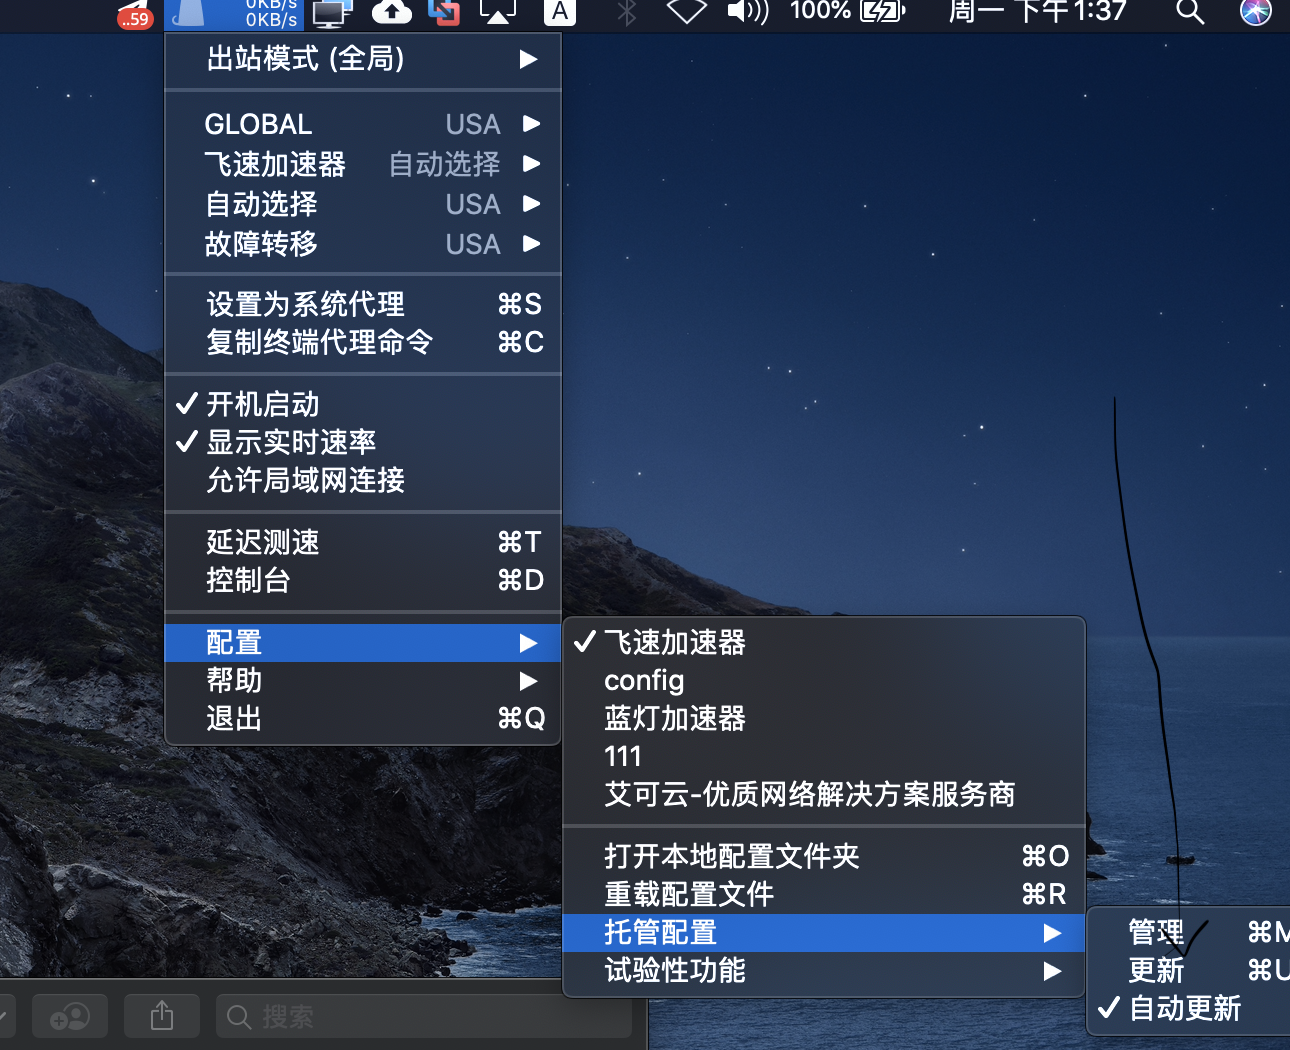 ..59
0KB/s
0KB/s
A
100%
周一 下午1:37
出站模式 (全局)
GLOBAL USA
飞速加速器 自动选择
自动选择 USA
故障转移 USA
设置为系统代理 ⌘S
复制终端代理命令 ⌘C
✓ 开机启动
✓ 显示实时速率
允许局域网连接
延迟测速 ⌘T
控制台 ⌘D
配置
帮助
退出 ⌘Q
✓ 飞速加速器
config
蓝灯加速器
111
艾可云-优质网络解决方案服务商
打开本地配置文件夹 ⌘O
重载配置文件 ⌘R
托管配置
试验性功能
管理 ⌘M
更新 ⌘U
✓ 自动更新
搜索